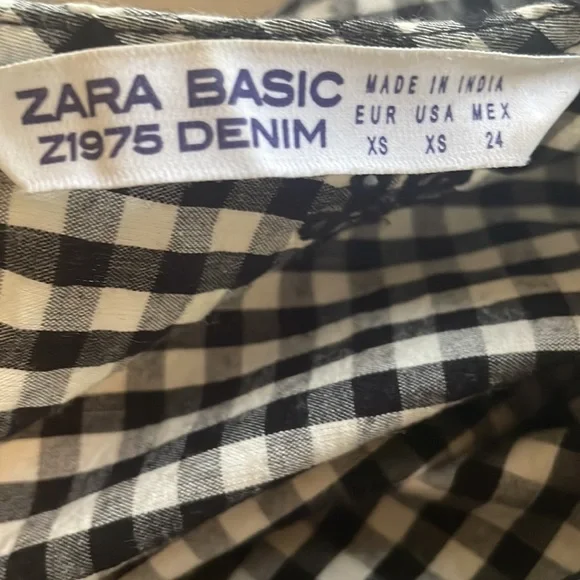 ZARA BASIC
Z1975 DENIM
MADE IN INDIA
EUR USA MEX
XS XS 24